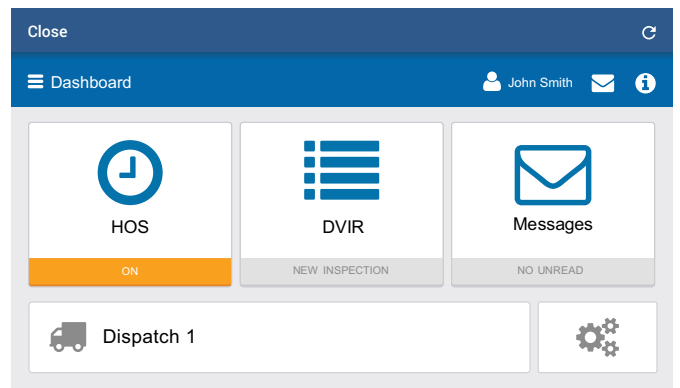 Close
Dashboard
John Smith
HOS
DVIR
Messages
ON
NEW INSPECTION
NO UNREAD
Dispatch 1